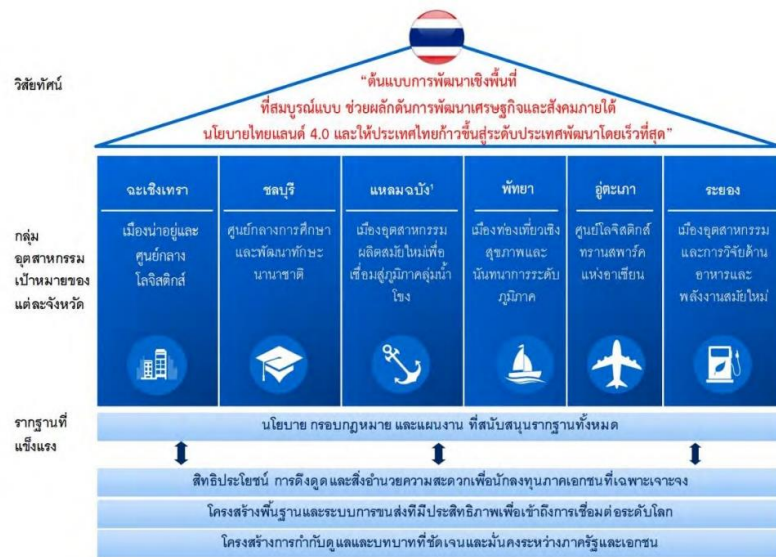 วิสัยทัศน์
“ต้นแบบการพัฒนาเชิงพื้นที่
ที่สมบูรณ์แบบ ช่วยผลักดันการพัฒนาเศรษฐกิจและสังคมภายใต้
นโยบายไทยแลนด์ 4.0 และให้ประเทศไทยก้าวขึ้นสู่ระดับประเทศพัฒนาโดยเร็วที่สุด”
กลุ่ม
อุตสาหกรรม
เป้าหมายของ
แต่ละจังหวัด
ฉะเชิงเทรา
เมืองน่าอยู่และ
ศูนย์กลาง
โลจิสติกส์
ชลบุรี
ศูนย์กลางการศึกษา
และพัฒนาทักษะ
นานาชาติ
แหลมฉบัง¹
เมืองอุตสาหกรรม
ผลิตสมัยใหม่เพื่อ
เชื่อมสู่ภูมิภาคลุ่มน้ำ
โขง
พัทยา
เมืองท่องเที่ยวเชิง
สุขภาพและ
นันทนาการระดับ
ภูมิภาค
อู่ตะเภา
ศูนย์โลจิสติกส์
ทรานสพาร์ค
แห่งอาเซียน
ระยอง
เมืองอุตสาหกรรม
และการวิจัยด้าน
อาหารและ
พลังงานสมัยใหม่
รากฐานที่
แข็งแรง
นโยบาย กรอบกฎหมาย และแผนงาน ที่สนับสนุนรากฐานทั้งหมด
สิทธิประโยชน์ การดึงดูดและสิ่งอำนวยความสะดวกเพื่อนักลงทุนภาคเอกชนที่เฉพาะเจาะจง
โครงสร้างพื้นฐานและระบบการขนส่งที่มีประสิทธิภาพเพื่อเข้าถึงการเชื่อมต่อระดับโลก
โครงสร้างการกำกับดูแลและบทบาทที่ชัดเจนและมั่นคงระหว่างภาครัฐและเอกชน